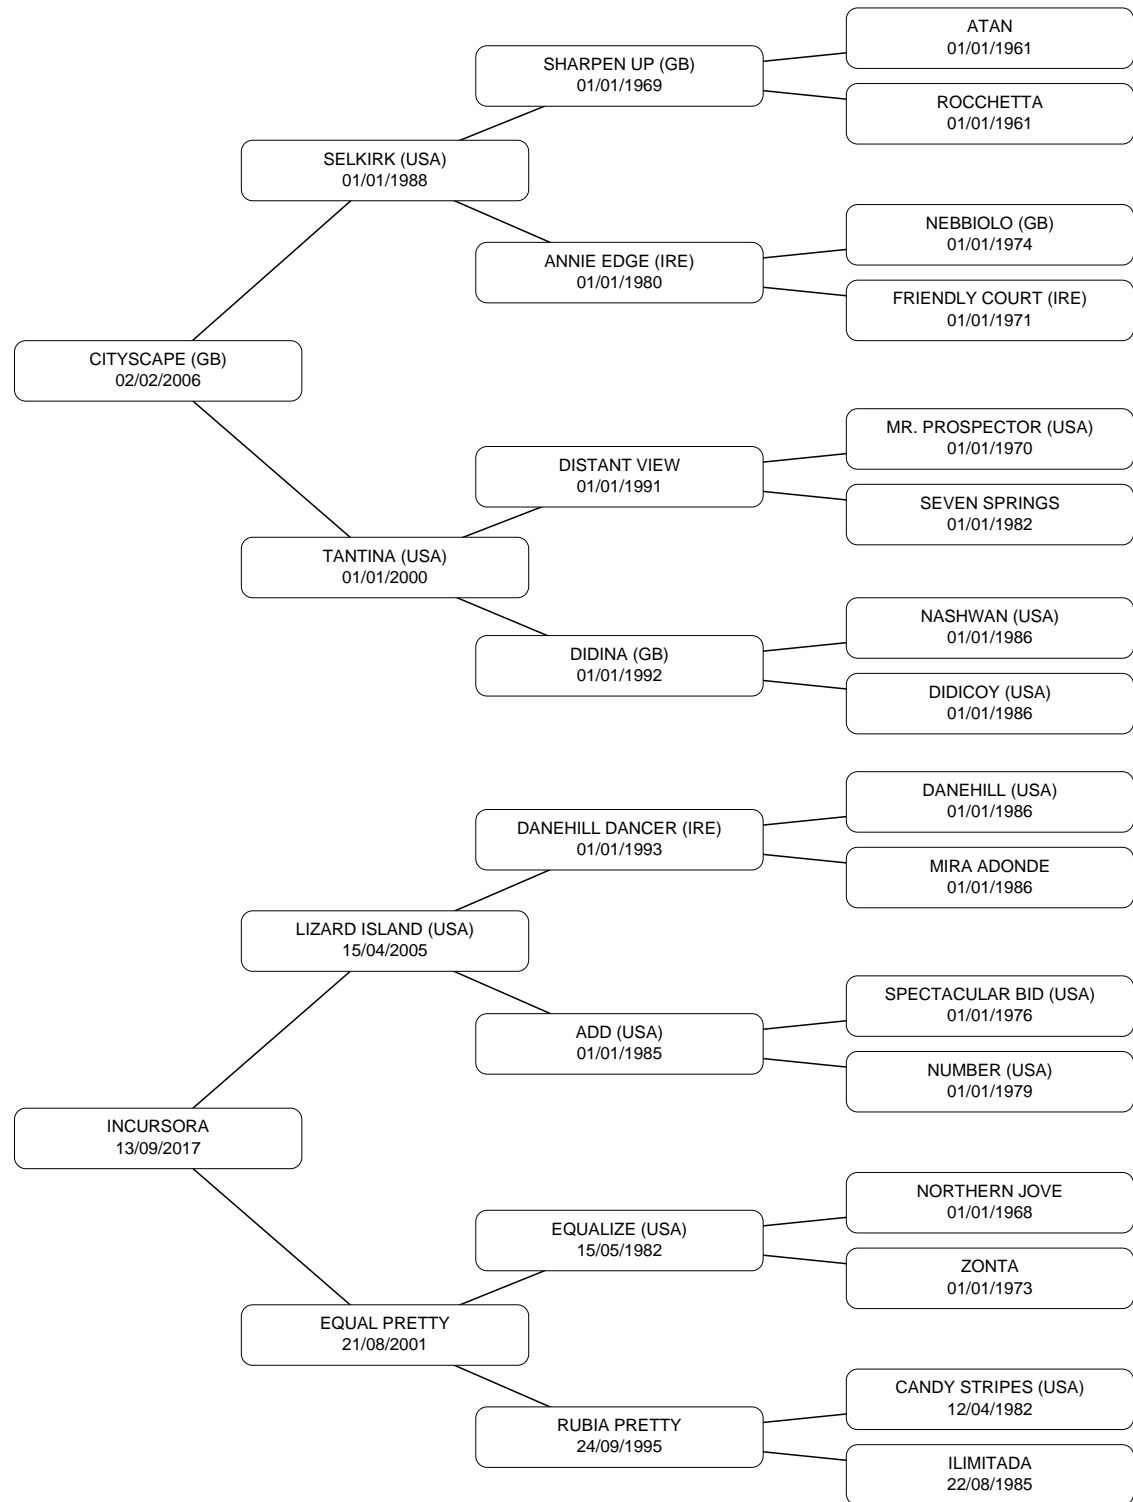 ATAN
01/01/1961
SHARPEN UP (GB)
01/01/1969
ROCCHETTA
01/01/1961
SELKIRK (USA)
01/01/1988
NEBBIOLO (GB)
01/01/1974
ANNIE EDGE (IRE)
01/01/1980
FRIENDLY COURT (IRE)
01/01/1971
CITYSCAPE (GB)
02/02/2006
MR. PROSPECTOR (USA)
01/01/1970
DISTANT VIEW
01/01/1991
SEVEN SPRINGS
01/01/1982
TANTINA (USA)
01/01/2000
NASHWAN (USA)
01/01/1986
DIDINA (GB)
01/01/1992
DIDICOY (USA)
01/01/1986
DANEHILL (USA)
01/01/1986
DANEHILL DANCER (IRE)
01/01/1993
MIRA ADONDE
01/01/1986
LIZARD ISLAND (USA)
15/04/2005
SPECTACULAR BID (USA)
01/01/1976
ADD (USA)
01/01/1985
NUMBER (USA)
01/01/1979
INCURSORA
13/09/2017
NORTHERN JOVE
01/01/1968
EQUALIZE (USA)
15/05/1982
ZONTA
01/01/1973
EQUAL PRETTY
21/08/2001
CANDY STRIPES (USA)
12/04/1982
RUBIA PRETTY
24/09/1995
ILIMITADA
22/08/1985